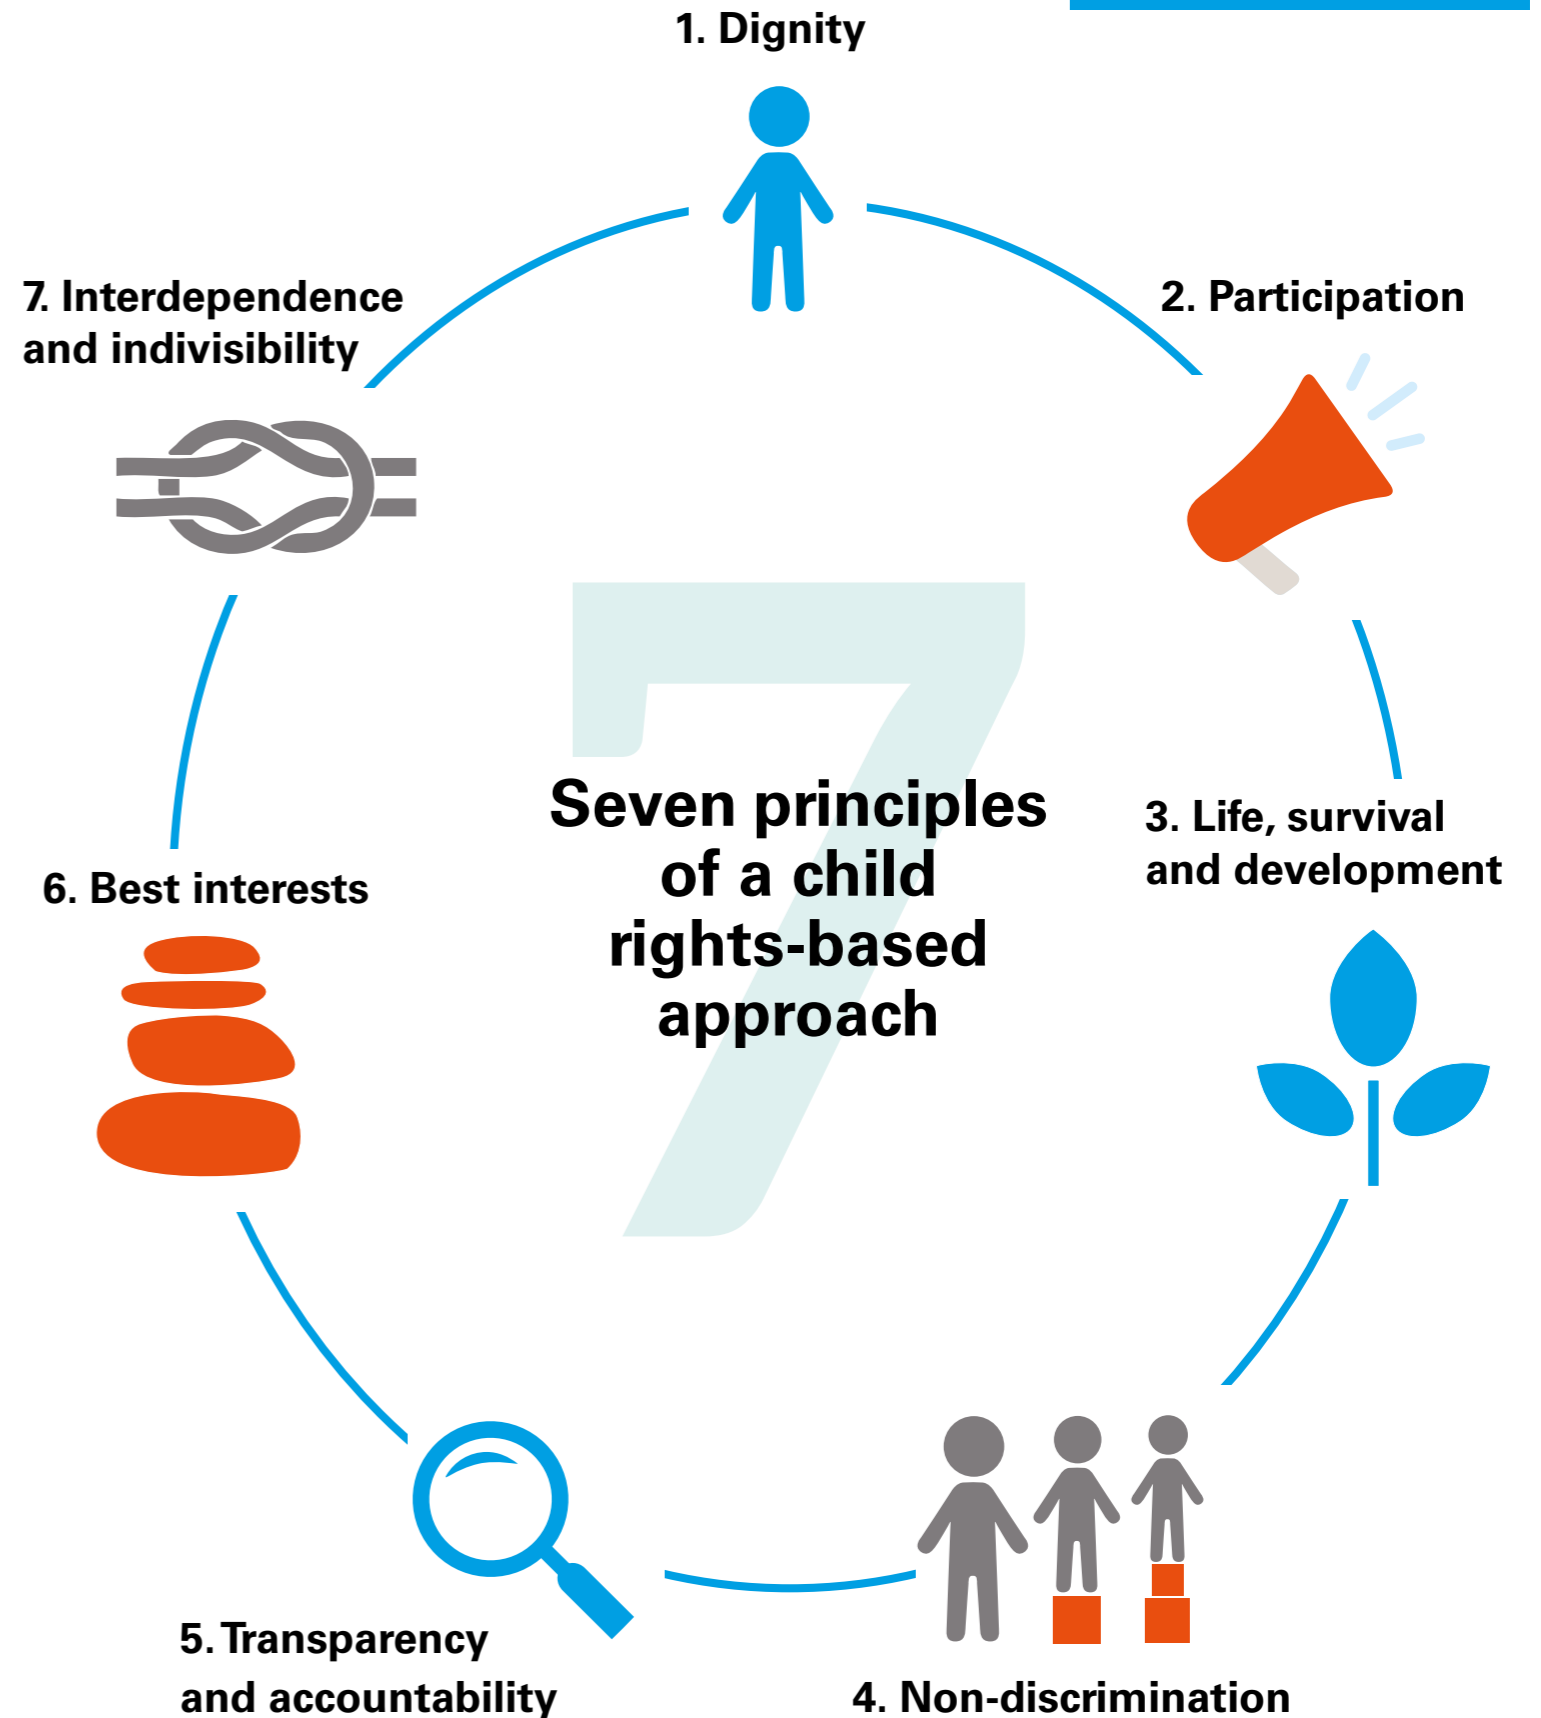 1. Dignity
2. Participation
3. Life, survival
and development
4. Non-discrimination
5. Transparency
and accountability
6. Best interests
7. Interdependence
and indivisibility
7
Seven principles
of a child
rights-based
approach